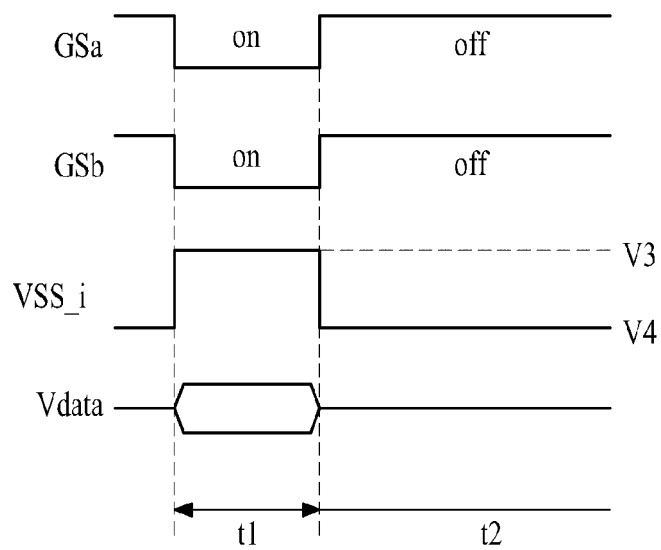 GSa on off
GSb on off
V3
VSS_i
V4
Vdata
t1 t2